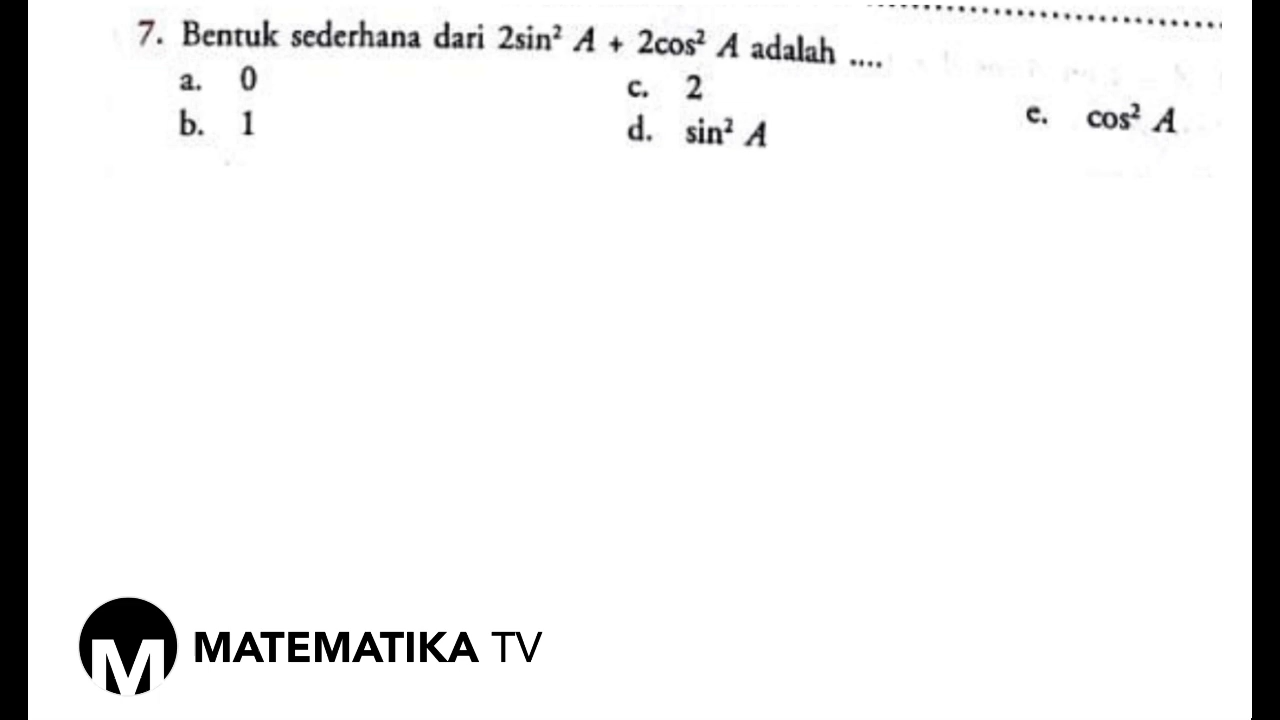 7. Bentuk sederhana dari 2sin² A + 2cos² A adalah ....
a. 0
b. 1
c. 2
d. sin² A
e. cos² A
M MATEMATIKA TV